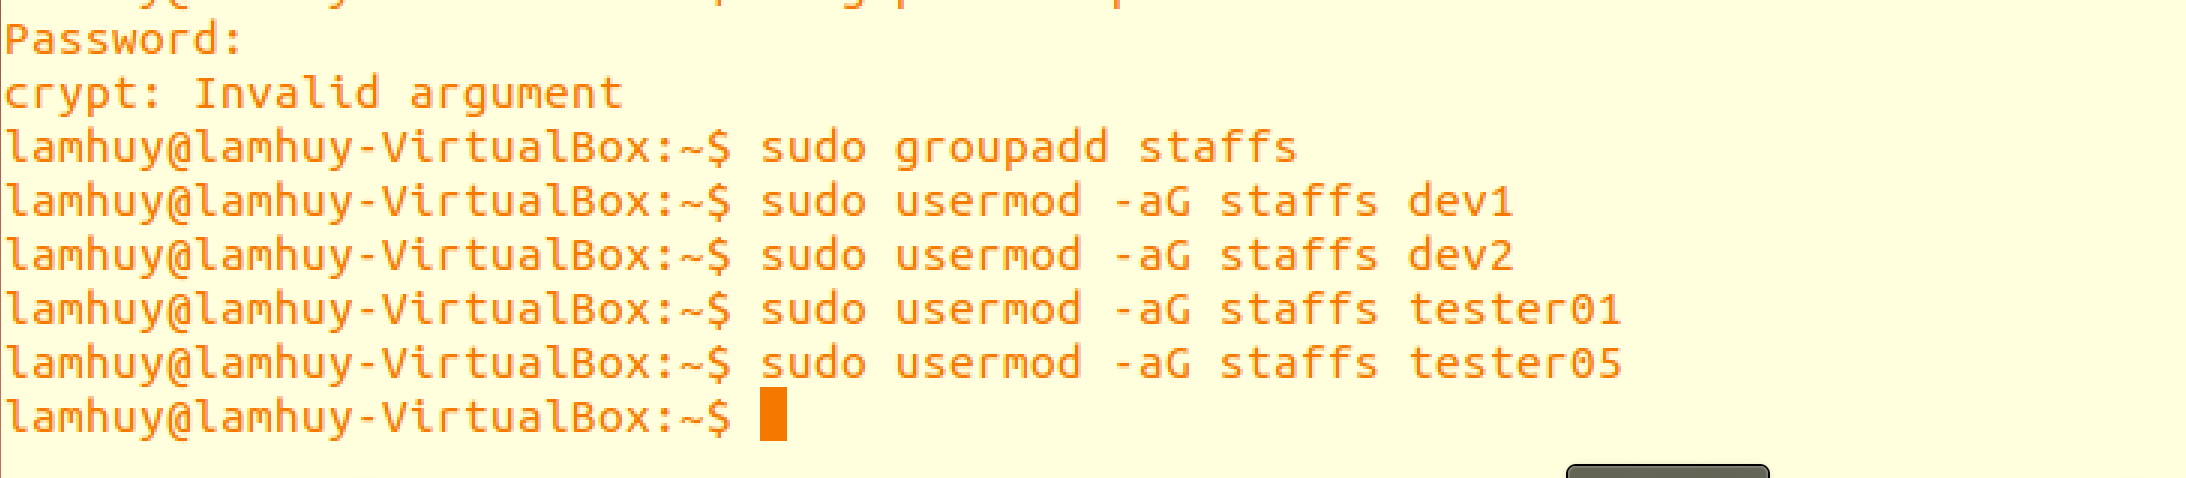 Password:
crypt: Invalid argument
lamhuy@lamhuy-VirtualBox:~$ sudo groupadd staffs
lamhuy@lamhuy-VirtualBox:~$ sudo usermod -aG staffs dev1
lamhuy@lamhuy-VirtualBox:~$ sudo usermod -aG staffs dev2
lamhuy@lamhuy-VirtualBox:~$ sudo usermod -aG staffs tester01
lamhuy@lamhuy-VirtualBox:~$ sudo usermod -aG staffs tester05
lamhuy@lamhuy-VirtualBox:~$